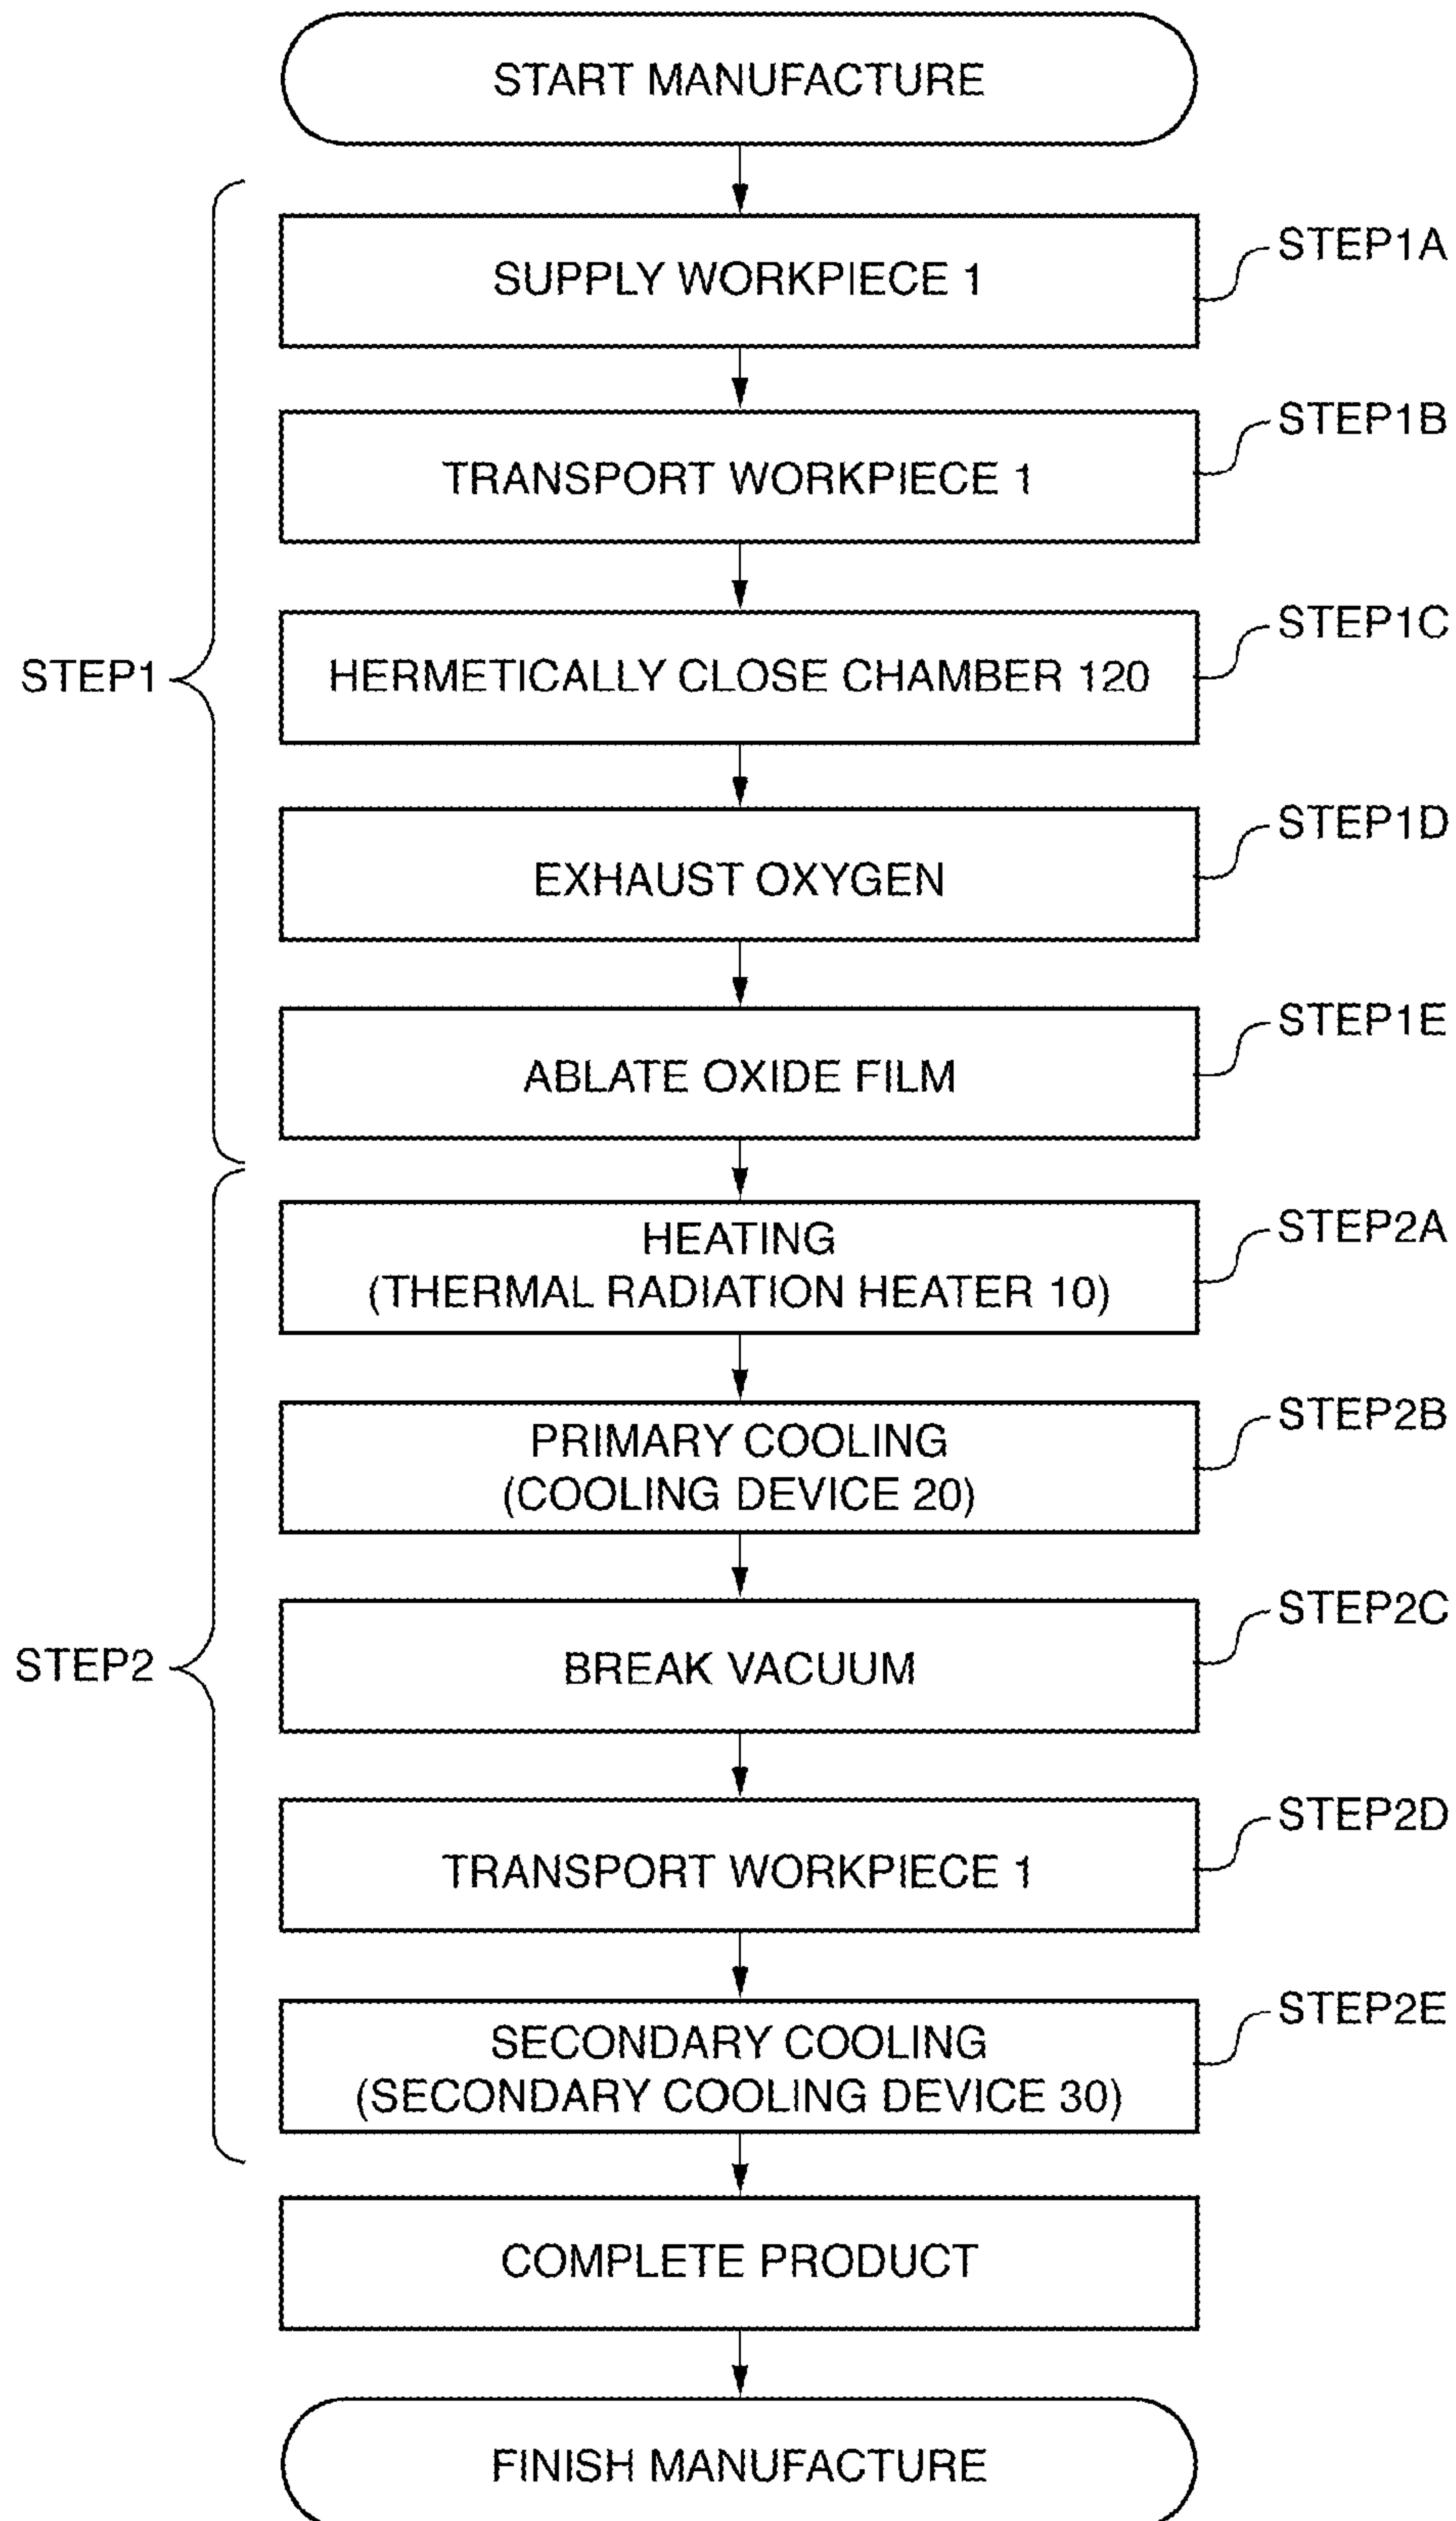 START MANUFACTURE
SUPPLY WORKPIECE 1
STEP1A
TRANSPORT WORKPIECE 1
STEP1B
STEP1
HERMETICALLY CLOSE CHAMBER 120
STEP1C
EXHAUST OXYGEN
STEP1D
ABLATE OXIDE FILM
STEP1E
HEATING
(THERMAL RADIATION HEATER 10)
STEP2A
PRIMARY COOLING
(COOLING DEVICE 20)
STEP2B
STEP2
BREAK VACUUM
STEP2C
TRANSPORT WORKPIECE 1
STEP2D
SECONDARY COOLING
(SECONDARY COOLING DEVICE 30)
STEP2E
COMPLETE PRODUCT
FINISH MANUFACTURE